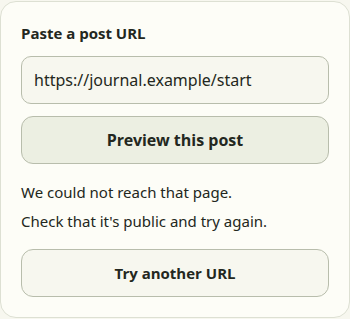 Paste a post URL
https://journal.example/start
Preview this post
We could not reach that page.
Check that it's public and try again.
Try another URL